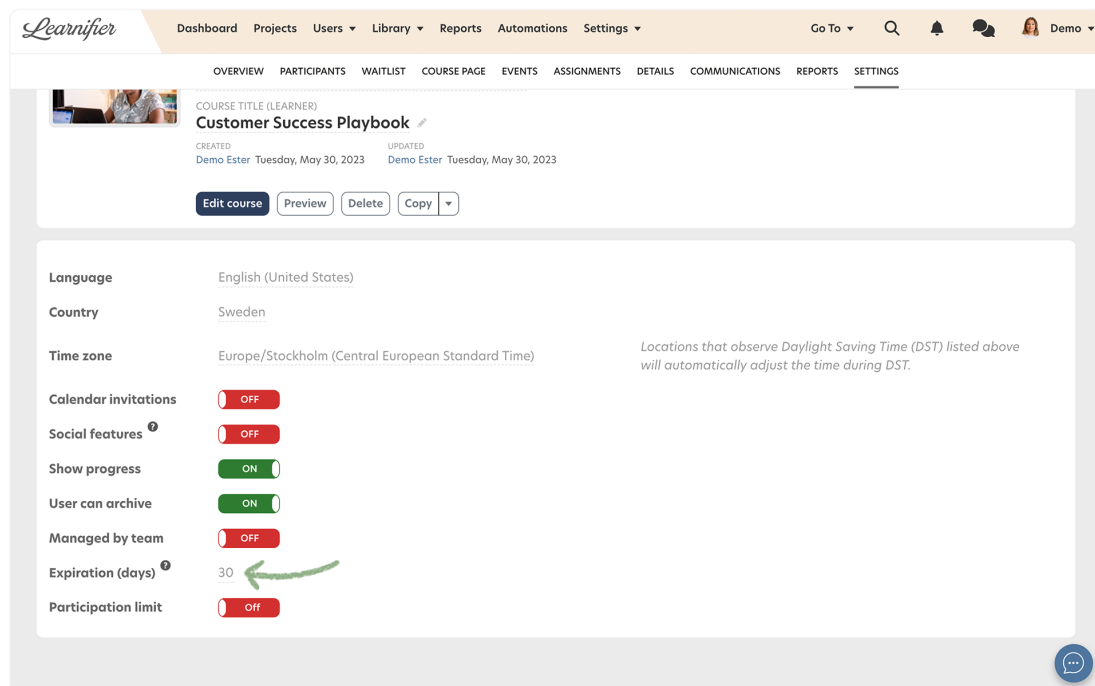 Learnifier Dashboard Projects Users Library Reports Automations Settings Go To Demo
OVERVIEW PARTICIPANTS WAITLIST COURSE PAGE EVENTS ASSIGNMENTS DETAILS COMMUNICATIONS REPORTS SETTINGS
COURSE TITLE (LEARNER)
Customer Success Playbook
CREATED UPDATED
Demo Ester Tuesday, May 30, 2023 Demo Ester Tuesday, May 30, 2023
Edit course Preview Delete Copy
Language English (United States)
Country Sweden
Time zone Europe/Stockholm (Central European Standard Time)
Locations that observe Daylight Saving Time (DST) listed above
will automatically adjust the time during DST.
Calendar invitations OFF
Social features ? OFF
Show progress ON
User can archive ON
Managed by team OFF
Expiration (days) ? 30
Participation limit Off